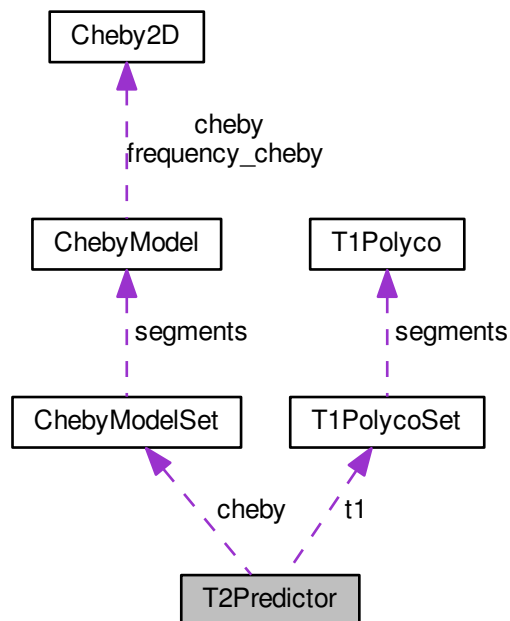 Cheby2D
cheby
frequency_cheby
ChebyModel
T1Polyco
segments
segments
ChebyModelSet
T1PolycoSet
cheby
t1
T2Predictor